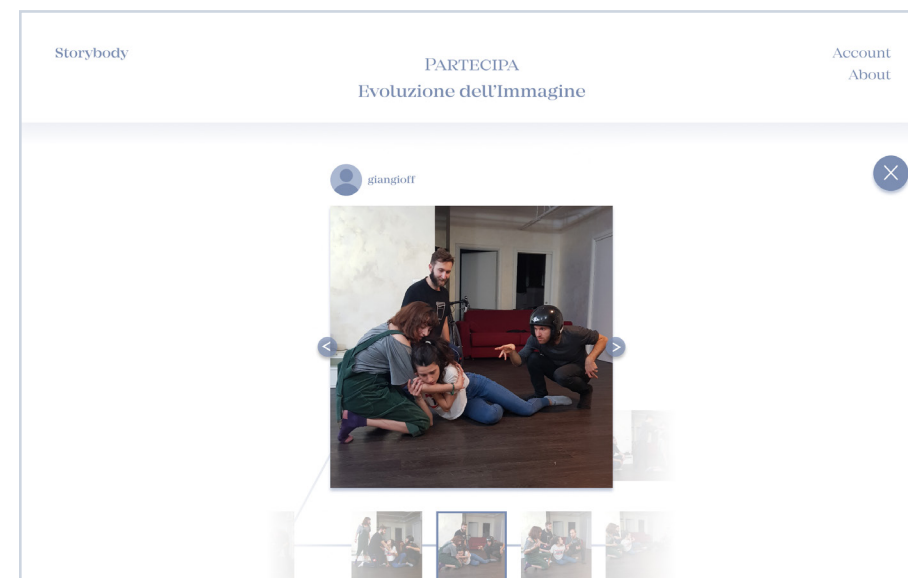 Storybody
PARTECIPA
Evoluzione dell'Immagine
Account
About
giangioff
<
>